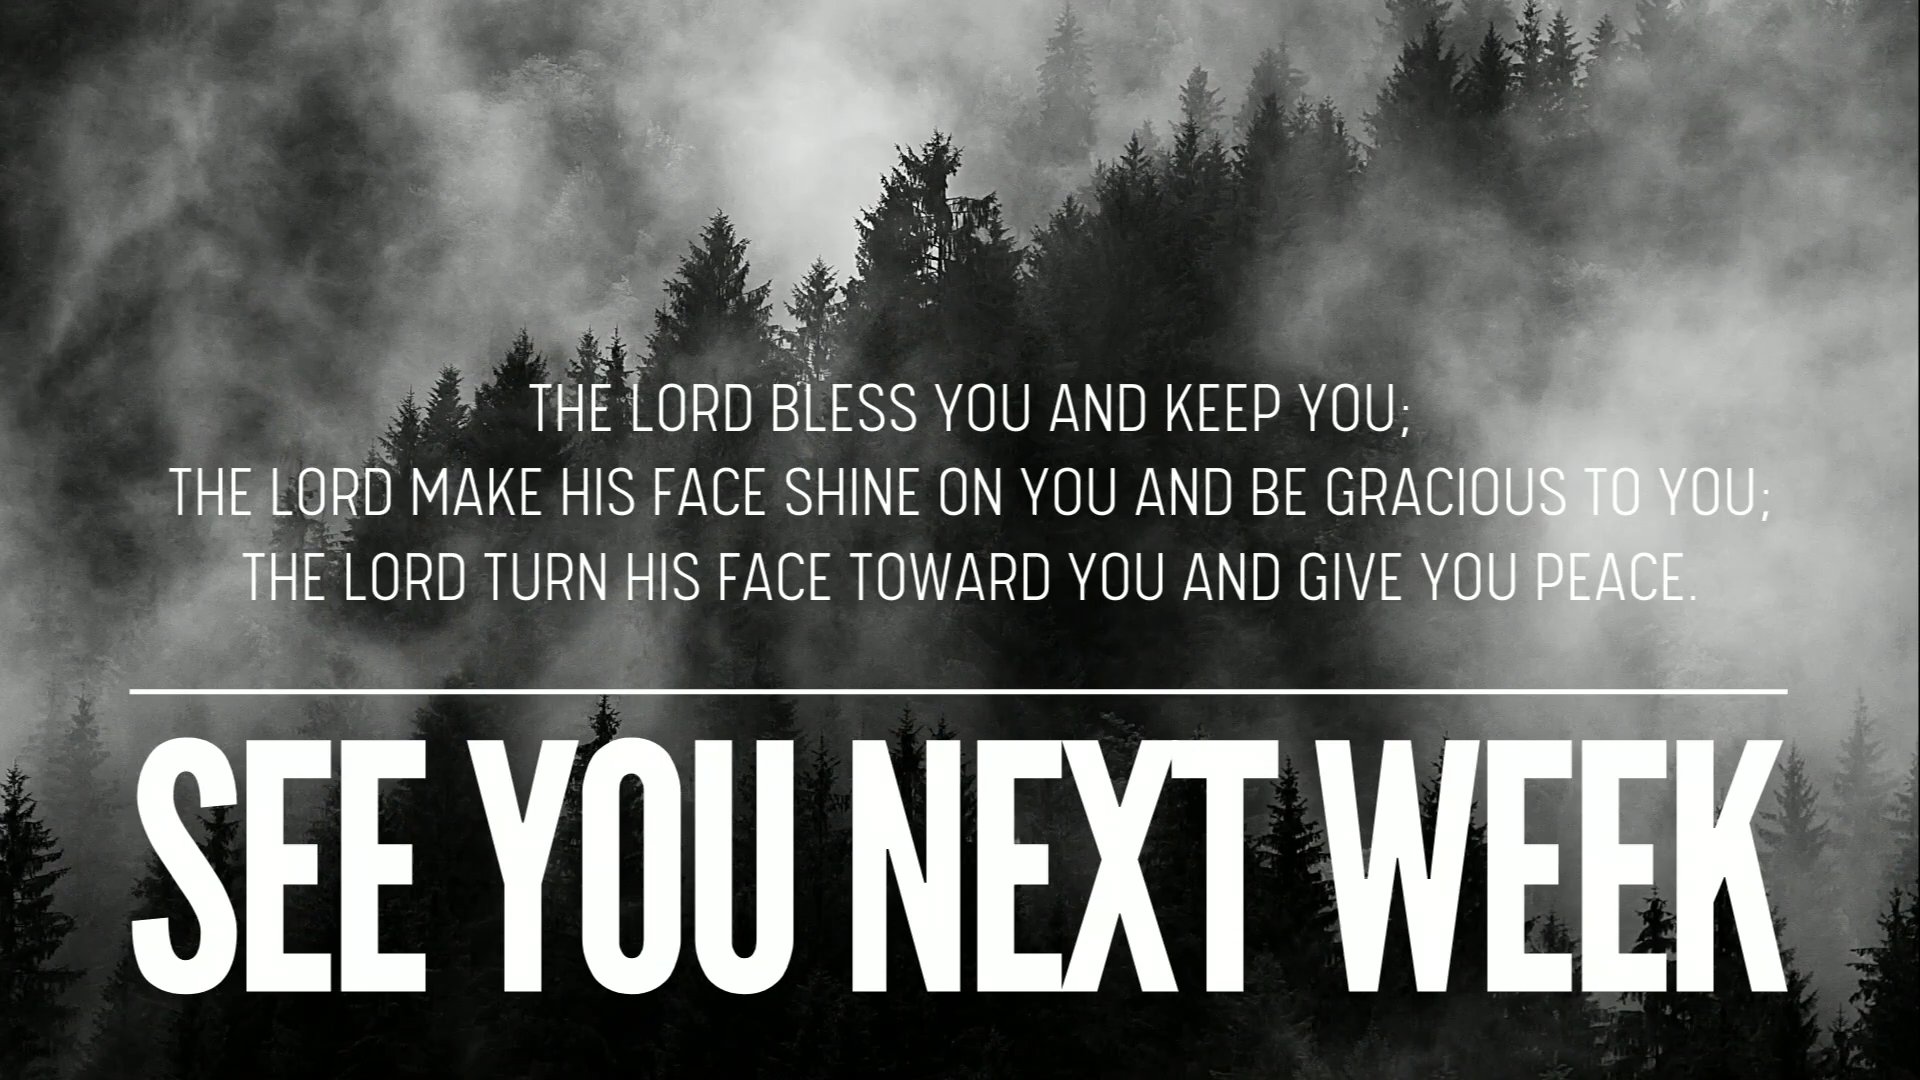 THE LORD BLESS YOU AND KEEP YOU;
THE LORD MAKE HIS FACE SHINE ON YOU AND BE GRACIOUS TO YOU;
THE LORD TURN HIS FACE TOWARD YOU AND GIVE YOU PEACE.
SEE YOU NEXT WEEK